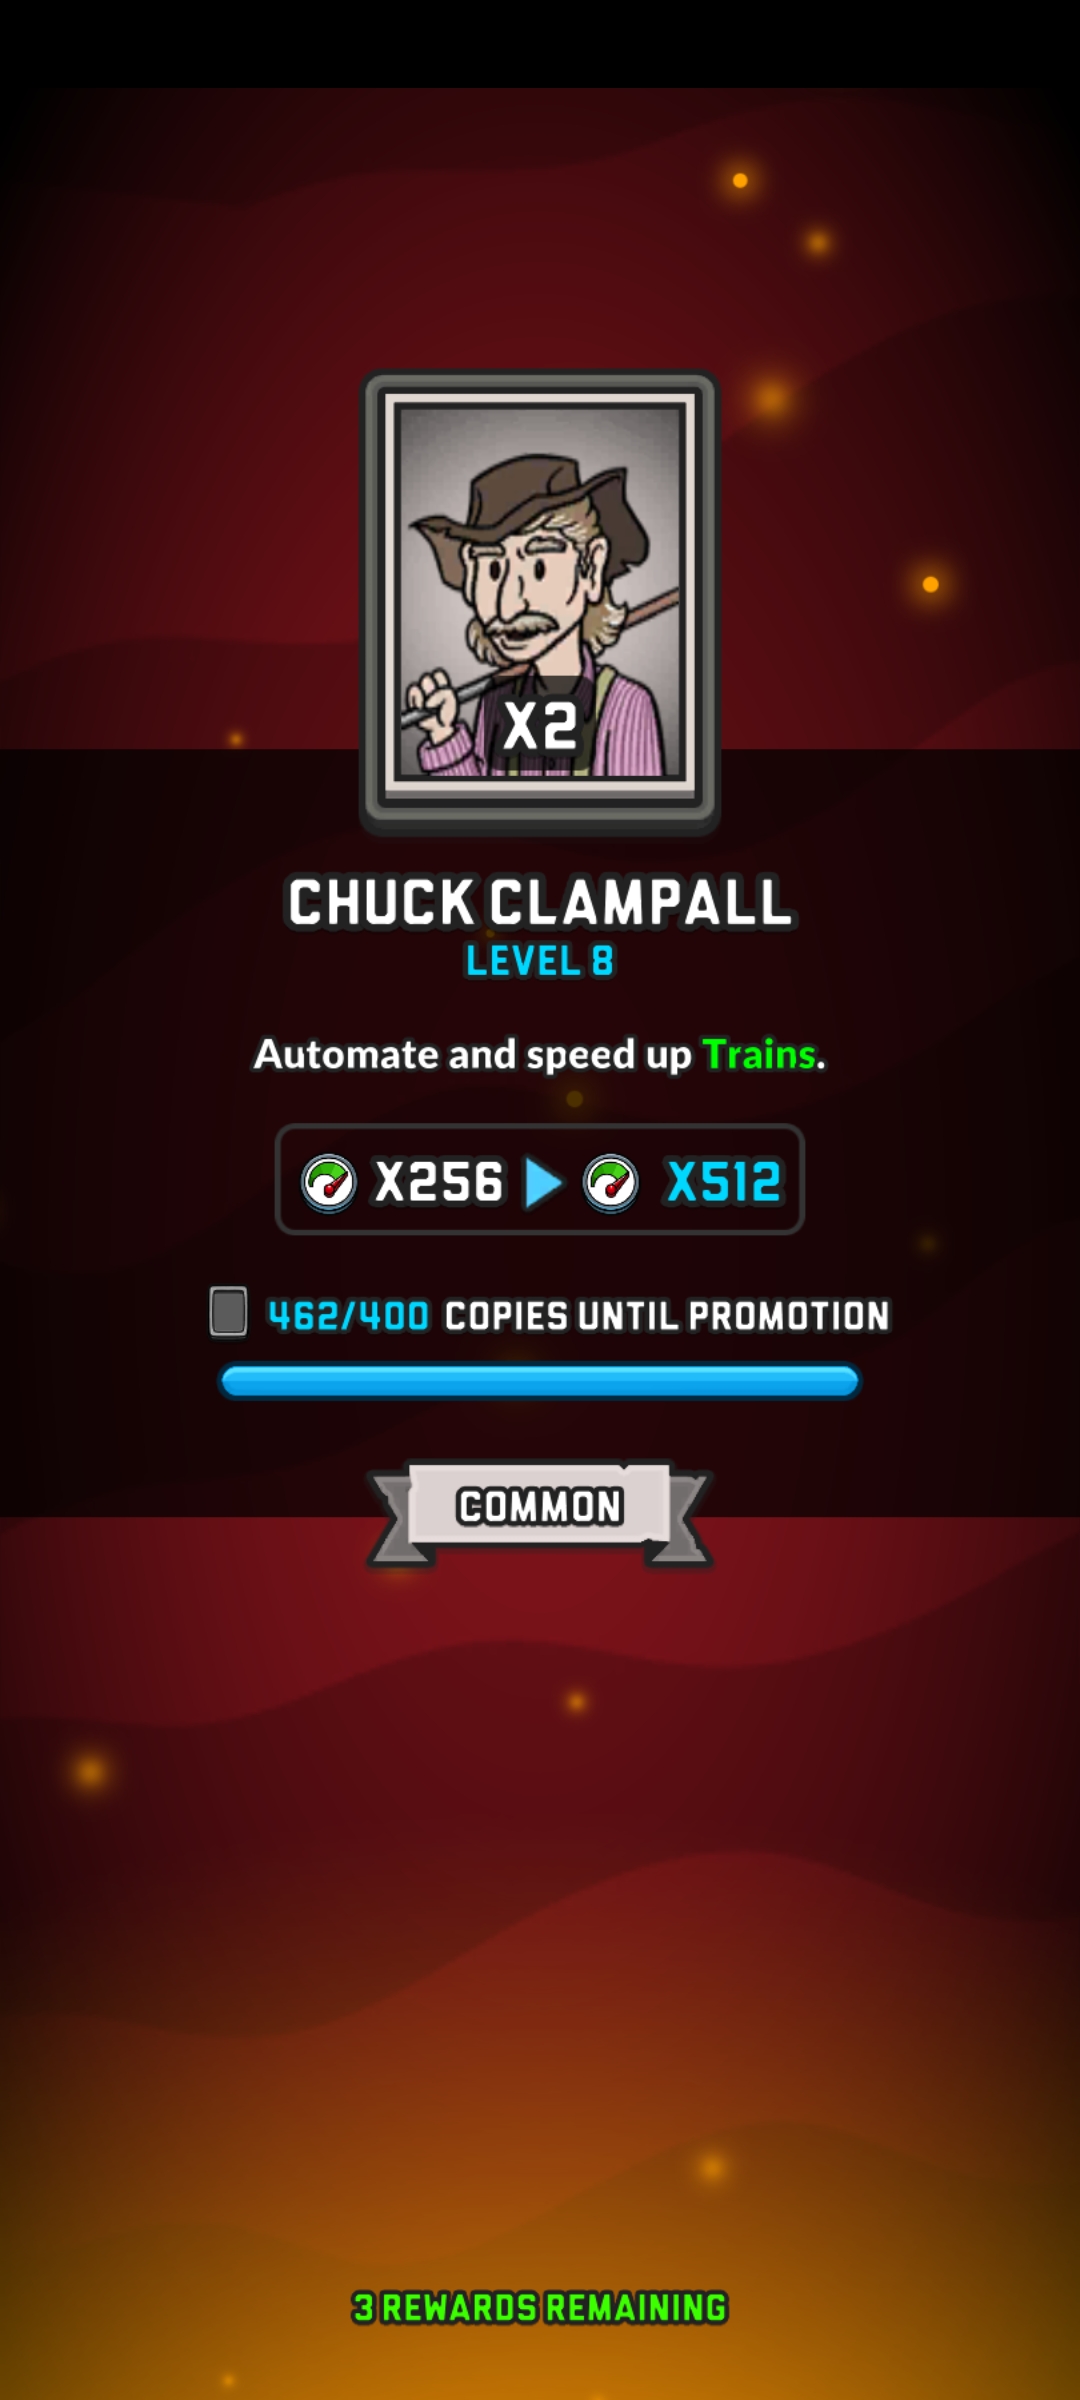 X2
CHUCK CLAMPALL
LEVEL 8
Automate and speed up Trains.
X256 X512
462/400 COPIES UNTIL PROMOTION
COMMON
3 REWARDS REMAINING